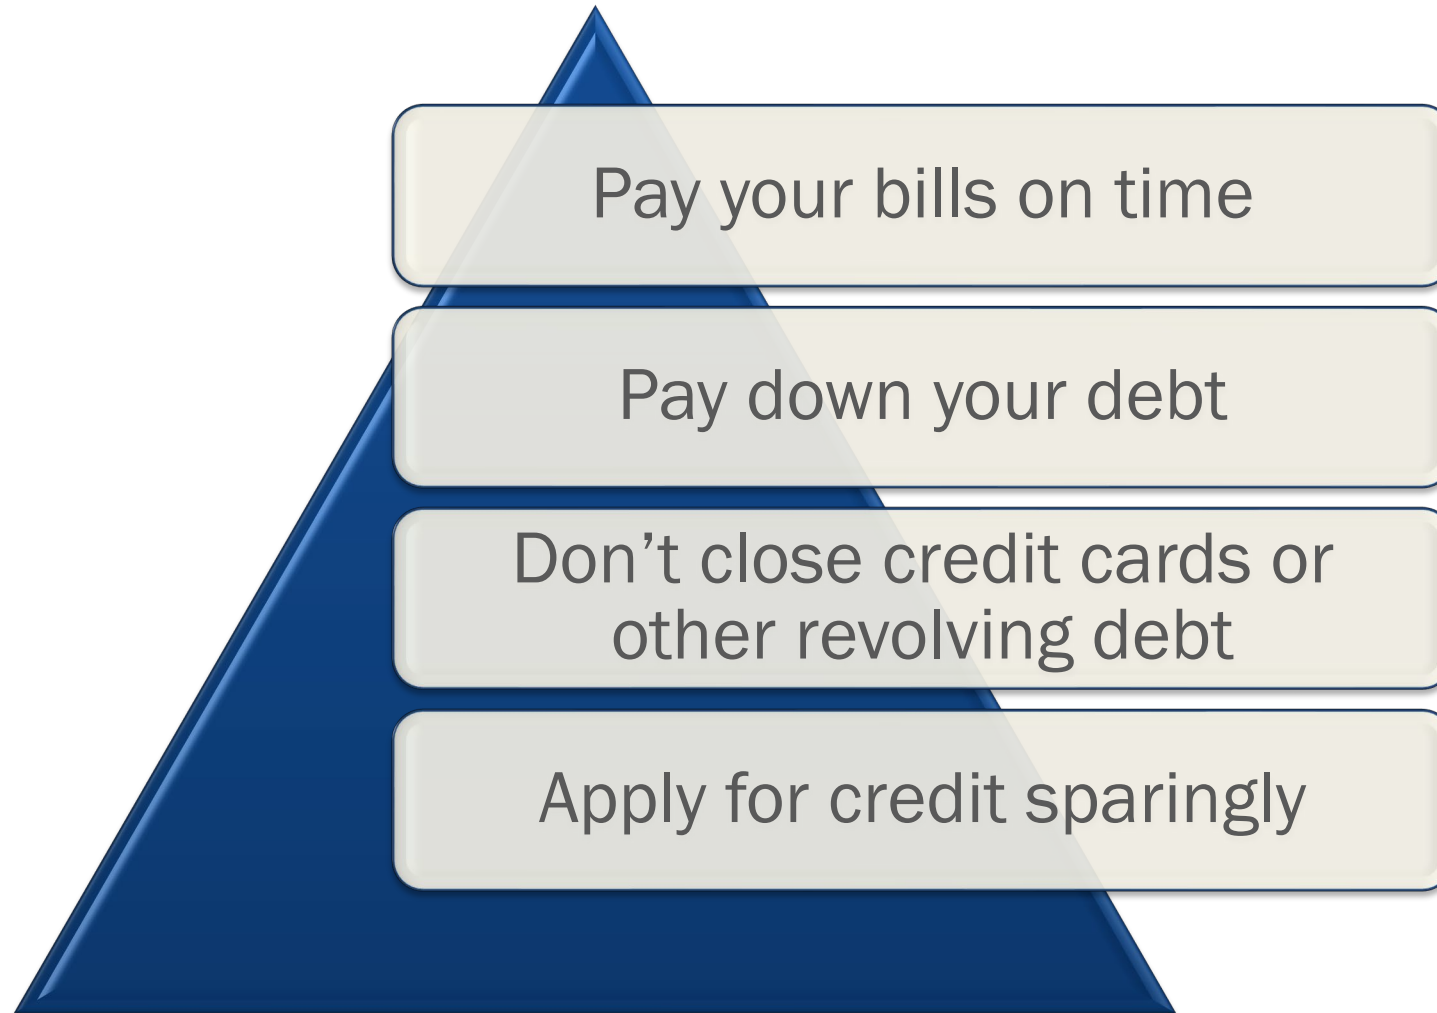 Pay your bills on time
Pay down your debt
Don’t close credit cards or
other revolving debt
Apply for credit sparingly